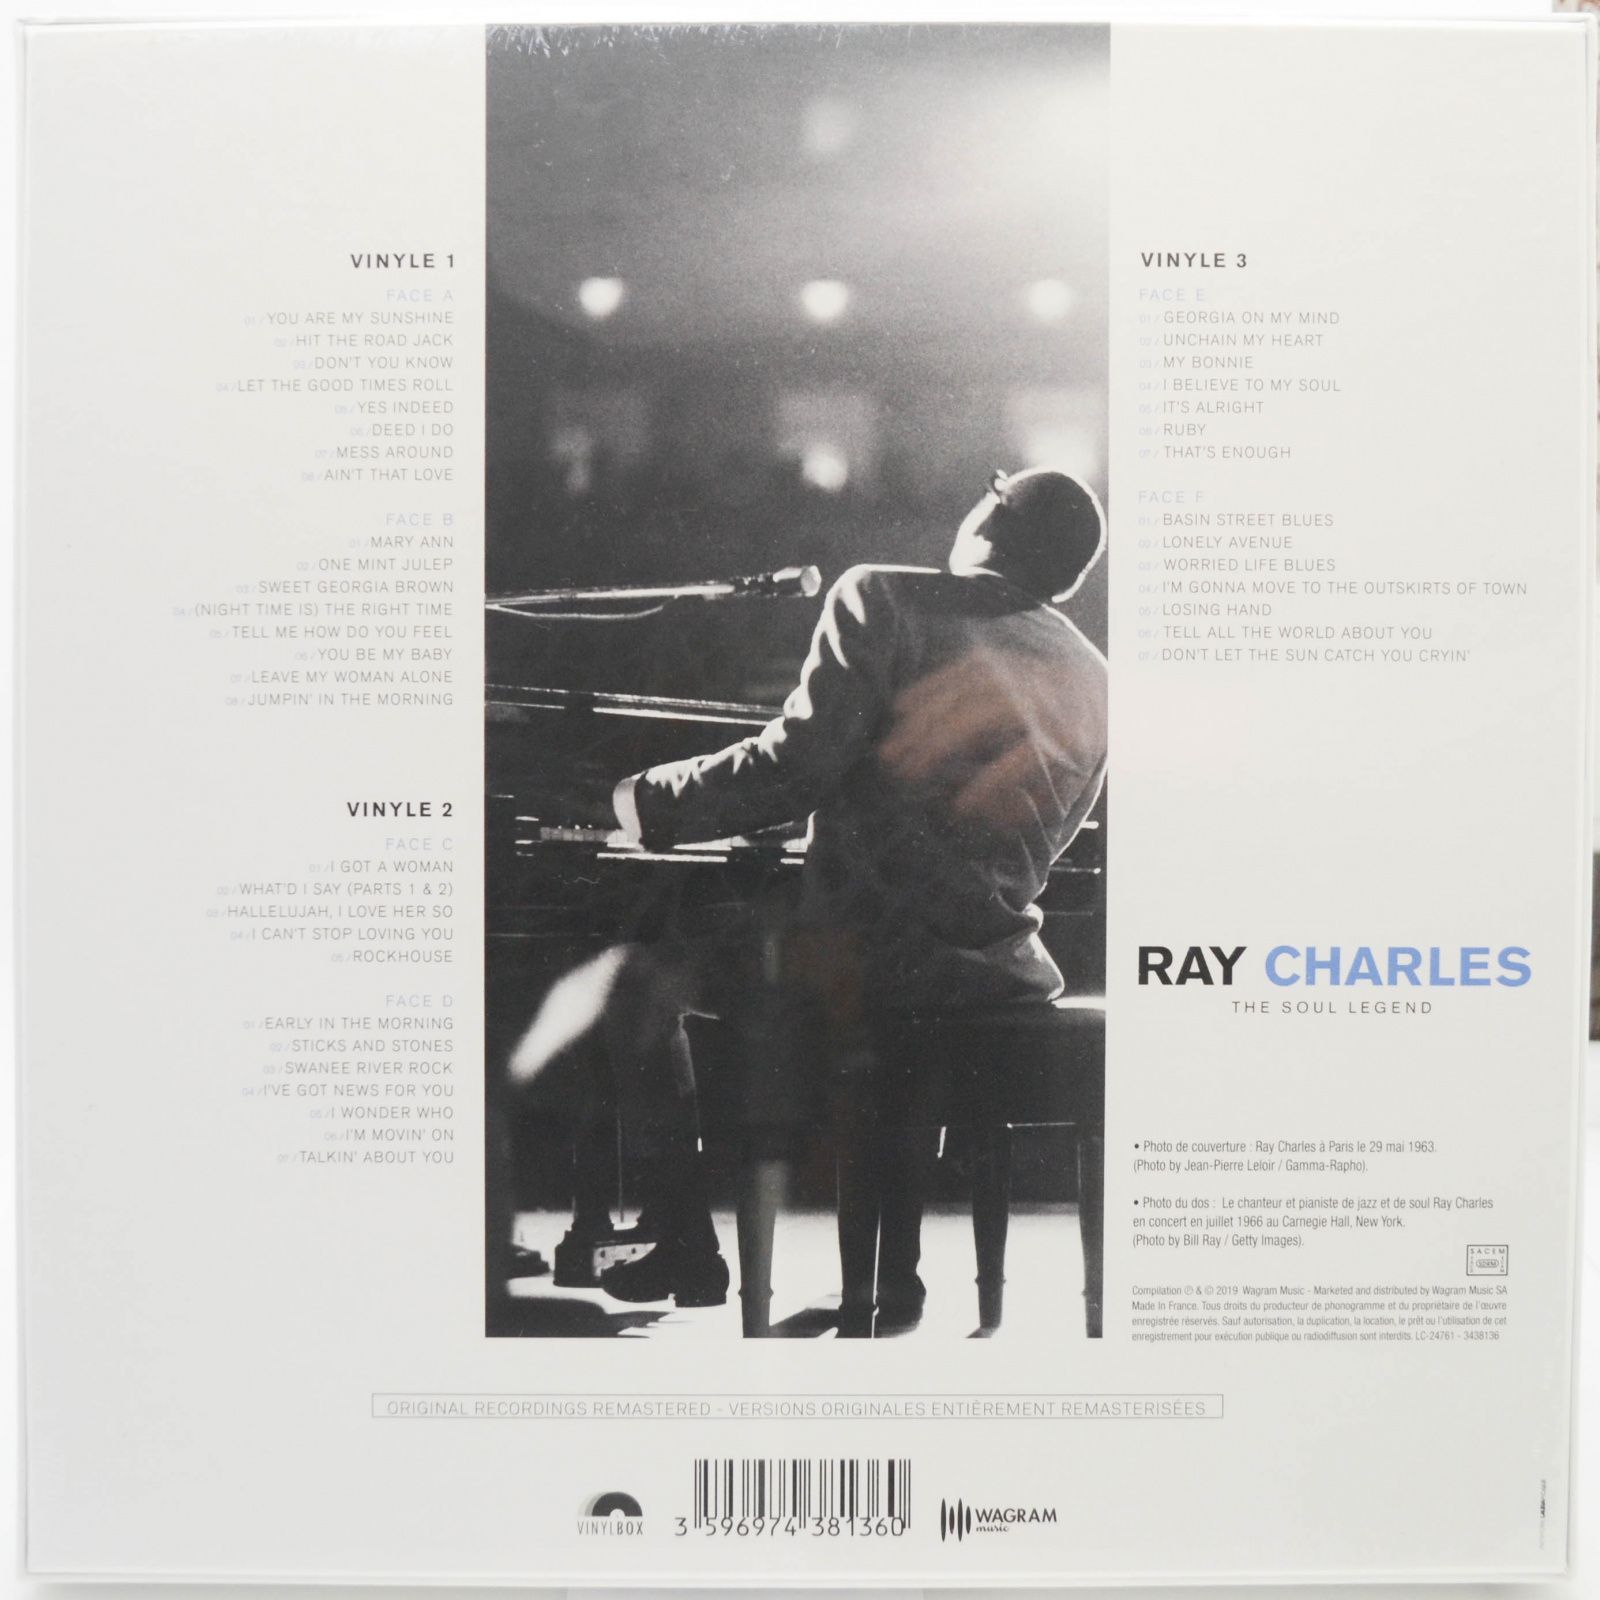 VINYLE 1
FACE A
01/YOU ARE MY SUNSHINE
02/HIT THE ROAD JACK
03/DON'T YOU KNOW
04/LET THE GOOD TIMES ROLL
05/YES INDEED
06/DEED I DO
07/MESS AROUND
08/AIN'T THAT LOVE
FACE B
01/MARY ANN
02/ONE MINT JULEP
03/SWEET GEORGIA BROWN
04/(NIGHT TIME IS) THE RIGHT TIME
05/TELL ME HOW DO YOU FEEL
06/YOU BE MY BABY
07/LEAVE MY WOMAN ALONE
08/JUMPIN' IN THE MORNING
VINYLE 2
FACE C
01/I GOT A WOMAN
02/WHAT'D I SAY (PARTS 1 & 2)
03/HALLELUJAH, I LOVE HER SO
04/I CAN'T STOP LOVING YOU
05/ROCKHOUSE
FACE D
01/EARLY IN THE MORNING
02/STICKS AND STONES
03/SWANEE RIVER ROCK
04/I'VE GOT NEWS FOR YOU
05/I WONDER WHO
06/I'M MOVIN' ON
07/TALKIN' ABOUT YOU
VINYLE 3
FACE E
01/GEORGIA ON MY MIND
02/UNCHAIN MY HEART
03/MY BONNIE
04/I BELIEVE TO MY SOUL
05/IT'S ALRIGHT
06/RUBY
07/THAT'S ENOUGH
FACE F
01/BASIN STREET BLUES
02/LONELY AVENUE
03/WORRIED LIFE BLUES
04/I'M GONNA MOVE TO THE OUTSKIRTS OF TOWN
05/LOSING HAND
06/TELL ALL THE WORLD ABOUT YOU
07/DON'T LET THE SUN CATCH YOU CRYIN'
RAY CHARLES
THE SOUL LEGEND
• Photo de couverture : Ray Charles à Paris le 29 mai 1963.
(Photo by Jean-Pierre Leloir / Gamma-Rapho).
• Photo du dos : Le chanteur et pianiste de jazz et de soul Ray Charles
en concert en juillet 1966 au Carnegie Hall, New York.
(Photo by Bill Ray / Getty Images).
SACEM
SDRM
Compilation ℗ & © 2019 Wagram Music - Marketed and distributed by Wagram Music SA
Made In France. Tous droits du producteur de phonogramme et du propriétaire de l'œuvre
enregistrée réservés. Sauf autorisation, la duplication, la location, le prêt ou l'utilisation de cet
enregistrement pour exécution publique ou radiodiffusion sont interdits. LC-24761 - 3438136
ORIGINAL RECORDINGS REMASTERED - VERSIONS ORIGINALES ENTIÈREMENT REMASTERISÉES
VINYLBOX
3 596974 381360
WAGRAM
music